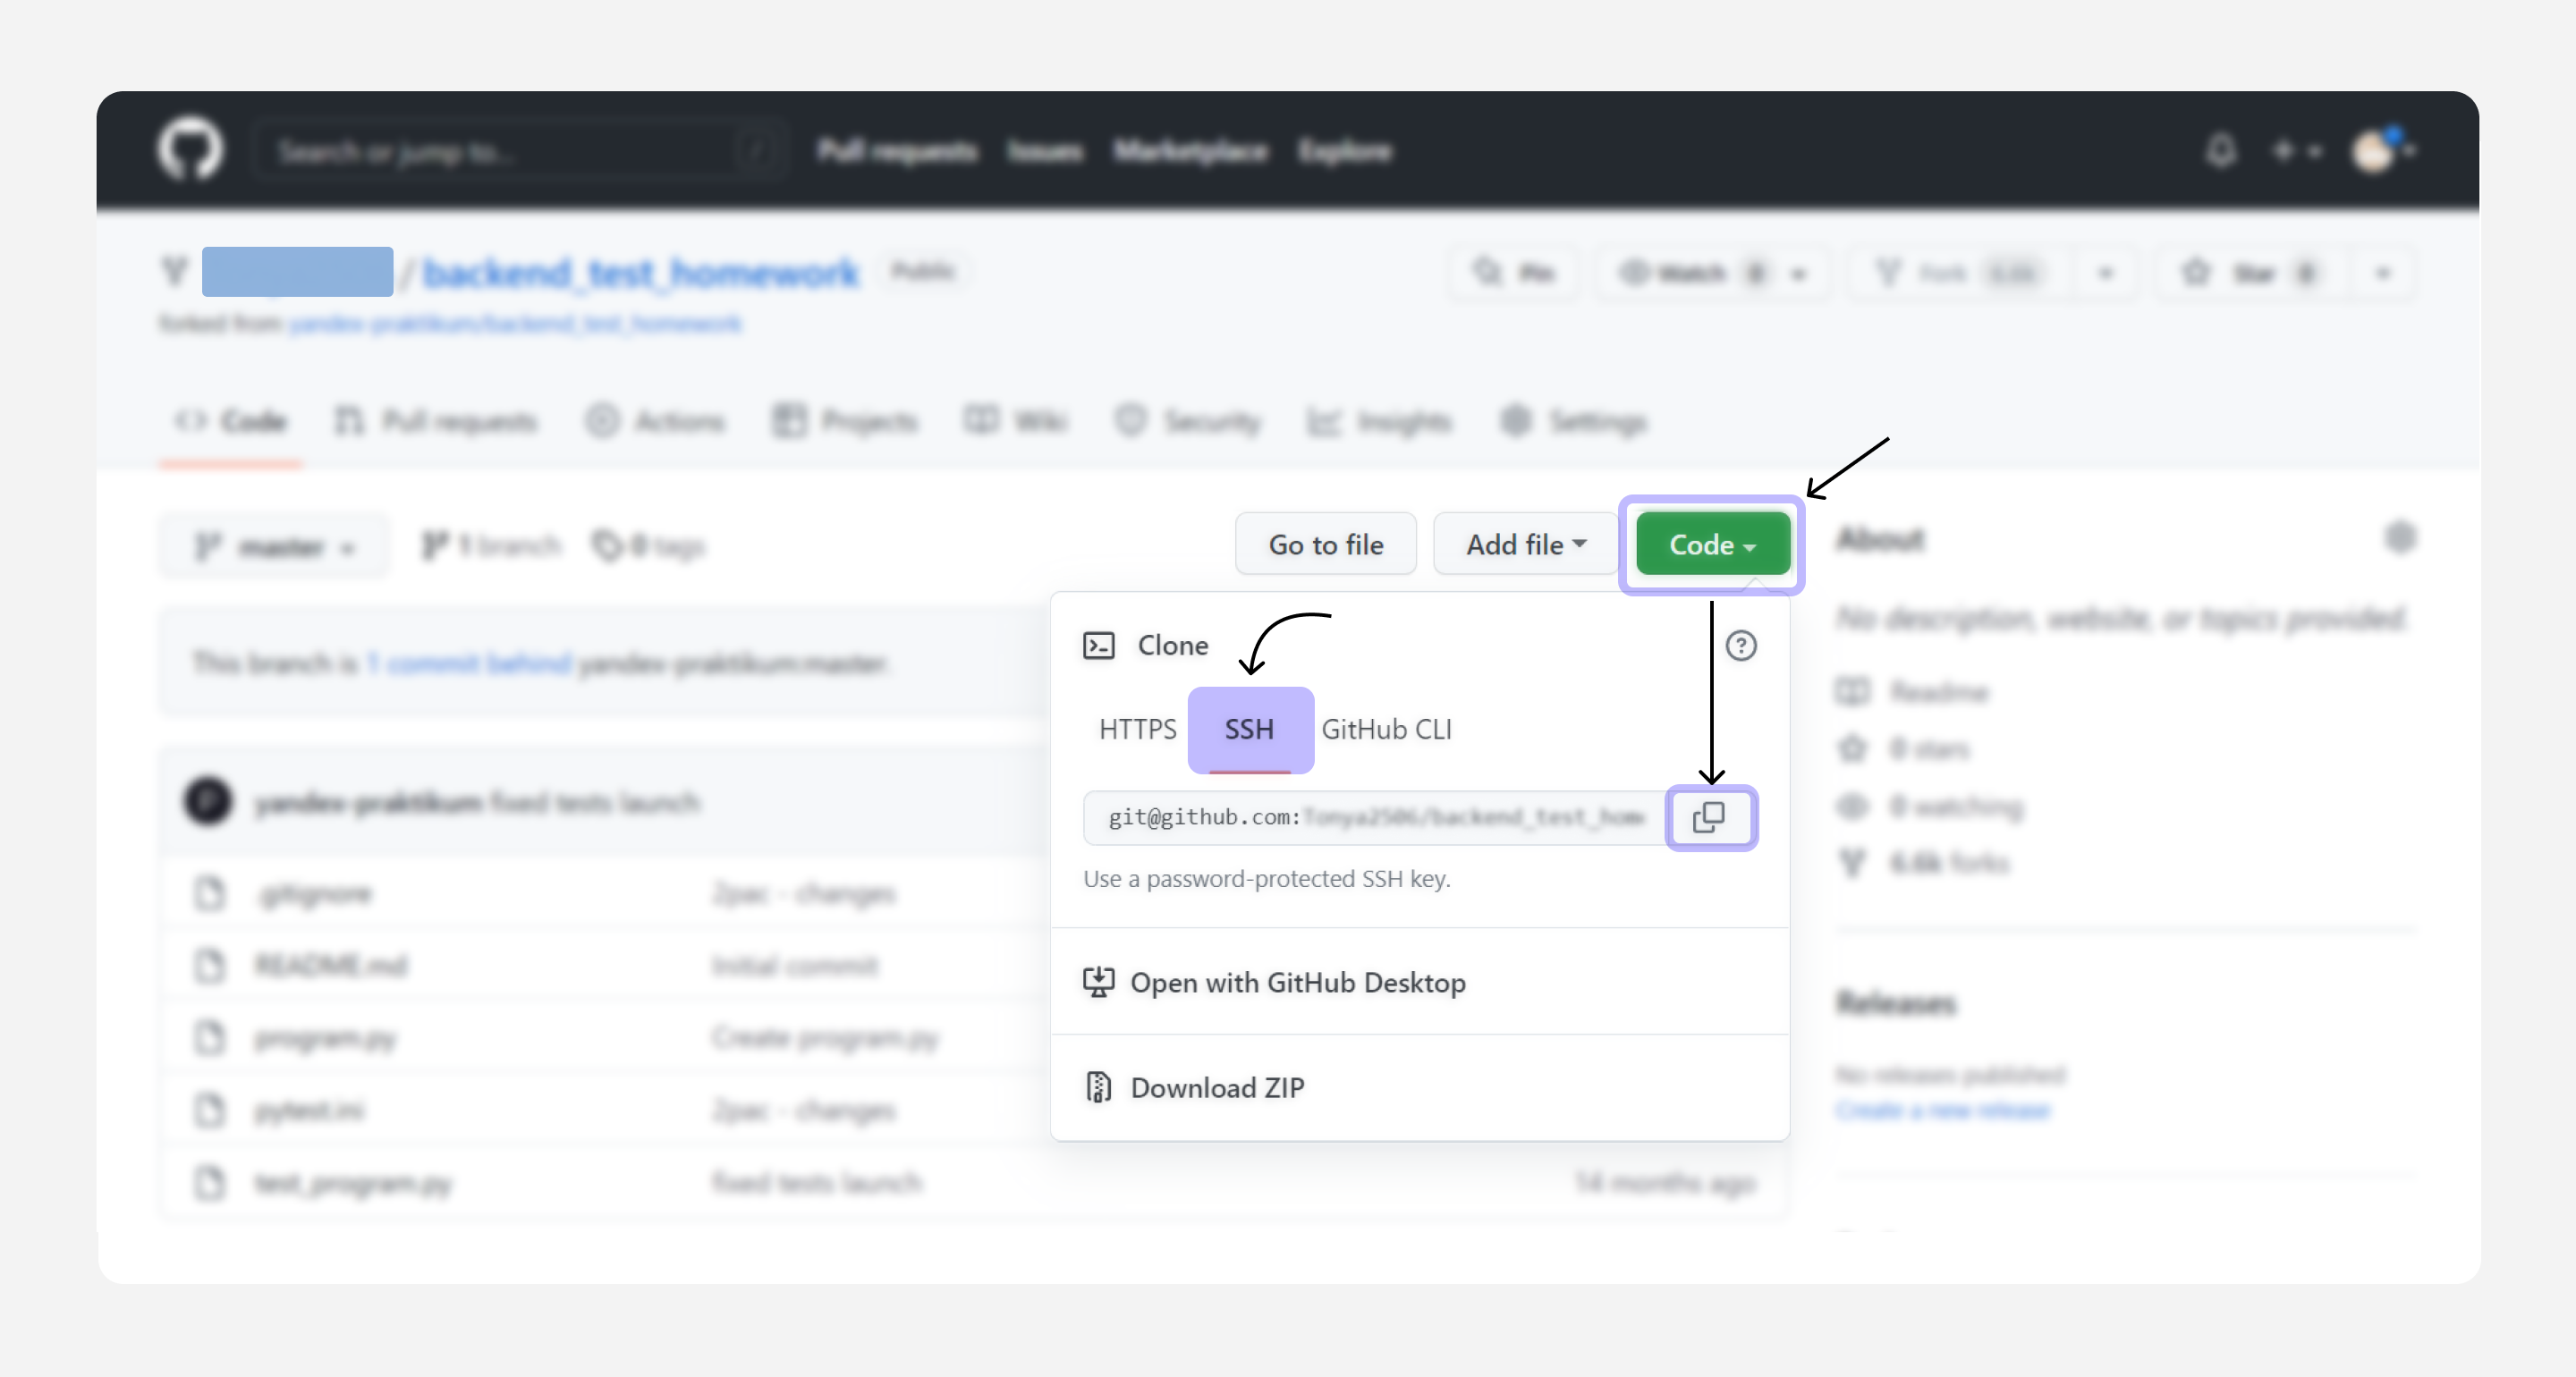 Search or jump to... /
Pull requests Issues Marketplace Explore
/ backend_test_homework Public
Pin Watch 0 Fork 6.6k Star 0
forked from yandex-praktikum/backend_test_homework
Code Pull requests Actions Projects Wiki Security Insights Settings
master 1 branch 0 tags
Go to file Add file Code
This branch is 1 commit behind yandex-praktikum:master.
Clone
HTTPS SSH GitHub CLI
git@github.com:Tonya2506/backend_test_home
Use a password-protected SSH key.
Open with GitHub Desktop
Download ZIP
yandex-praktikum fixed tests launch
.gitignore 2pac - changes
README.md Initial commit
program.py Create program.py
pytest.ini 2pac - changes
test_program.py fixed tests launch 14 months ago
About
No description, website, or topics provided.
Readme
0 stars
0 watching
6.6k forks
Releases
No releases published
Create a new release